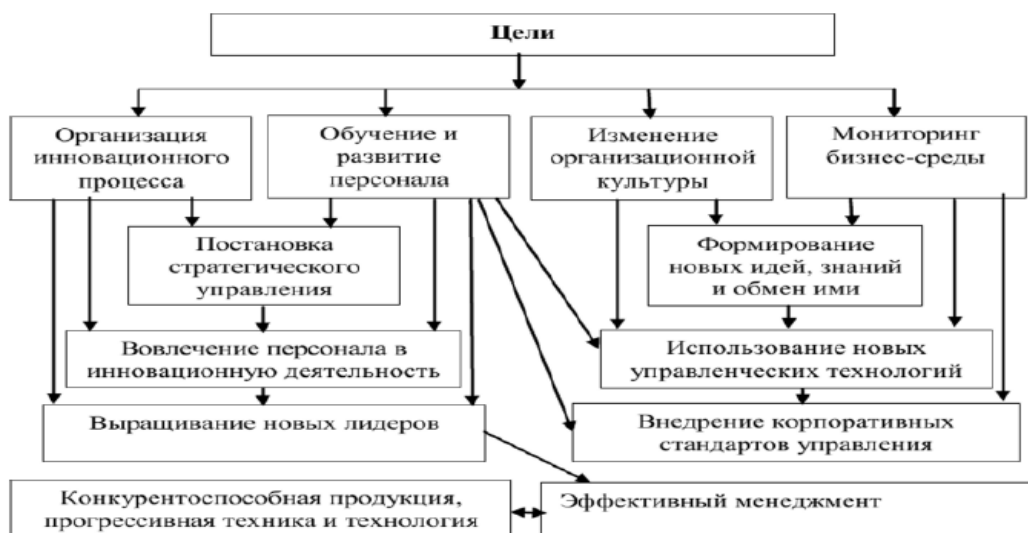 Цели
Организация
инновационного
процесса
Обучение и
развитие
персонала
Изменение
организационной
культуры
Мониторинг
бизнес-среды
Постановка
стратегического
управления
Формирование
новых идей, знаний
и обмен ими
Вовлечение персонала в
инновационную деятельность
Использование новых
управленческих технологий
Выращивание новых лидеров
Внедрение корпоративных
стандартов управления
Конкурентоспособная продукция,
прогрессивная техника и технология
Эффективный менеджмент